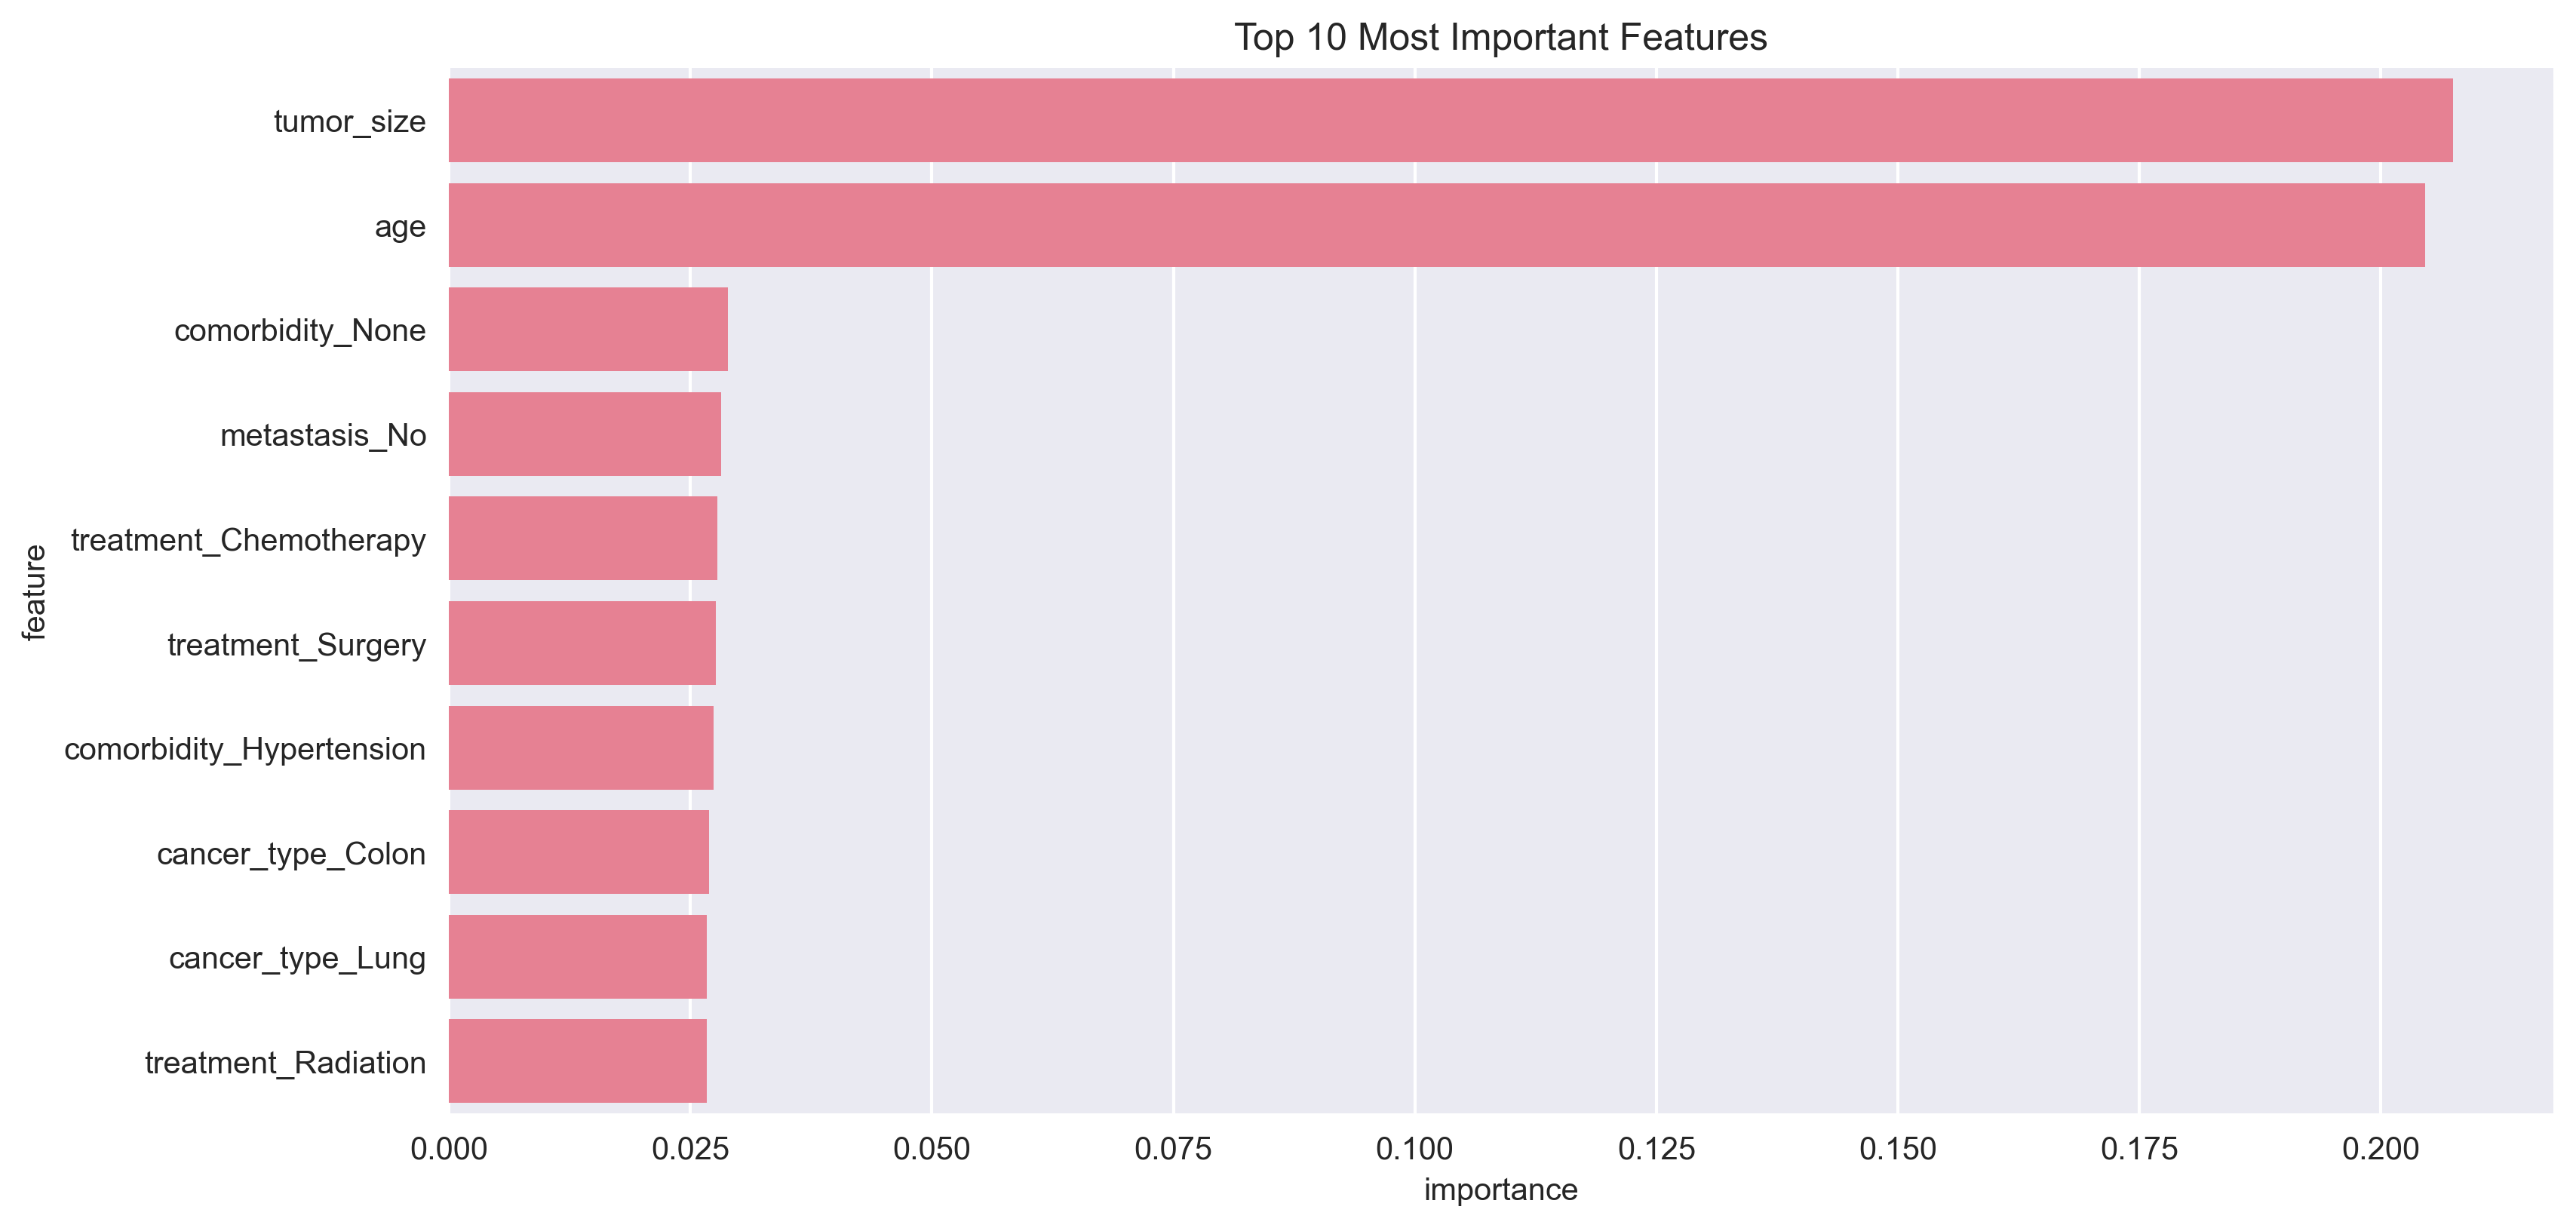 Top 10 Most Important Features
tumor_size
age
comorbidity_None
metastasis_No
treatment_Chemotherapy
treatment_Surgery
comorbidity_Hypertension
cancer_type_Colon
cancer_type_Lung
treatment_Radiation
feature
0.000 0.025 0.050 0.075 0.100 0.125 0.150 0.175 0.200
importance